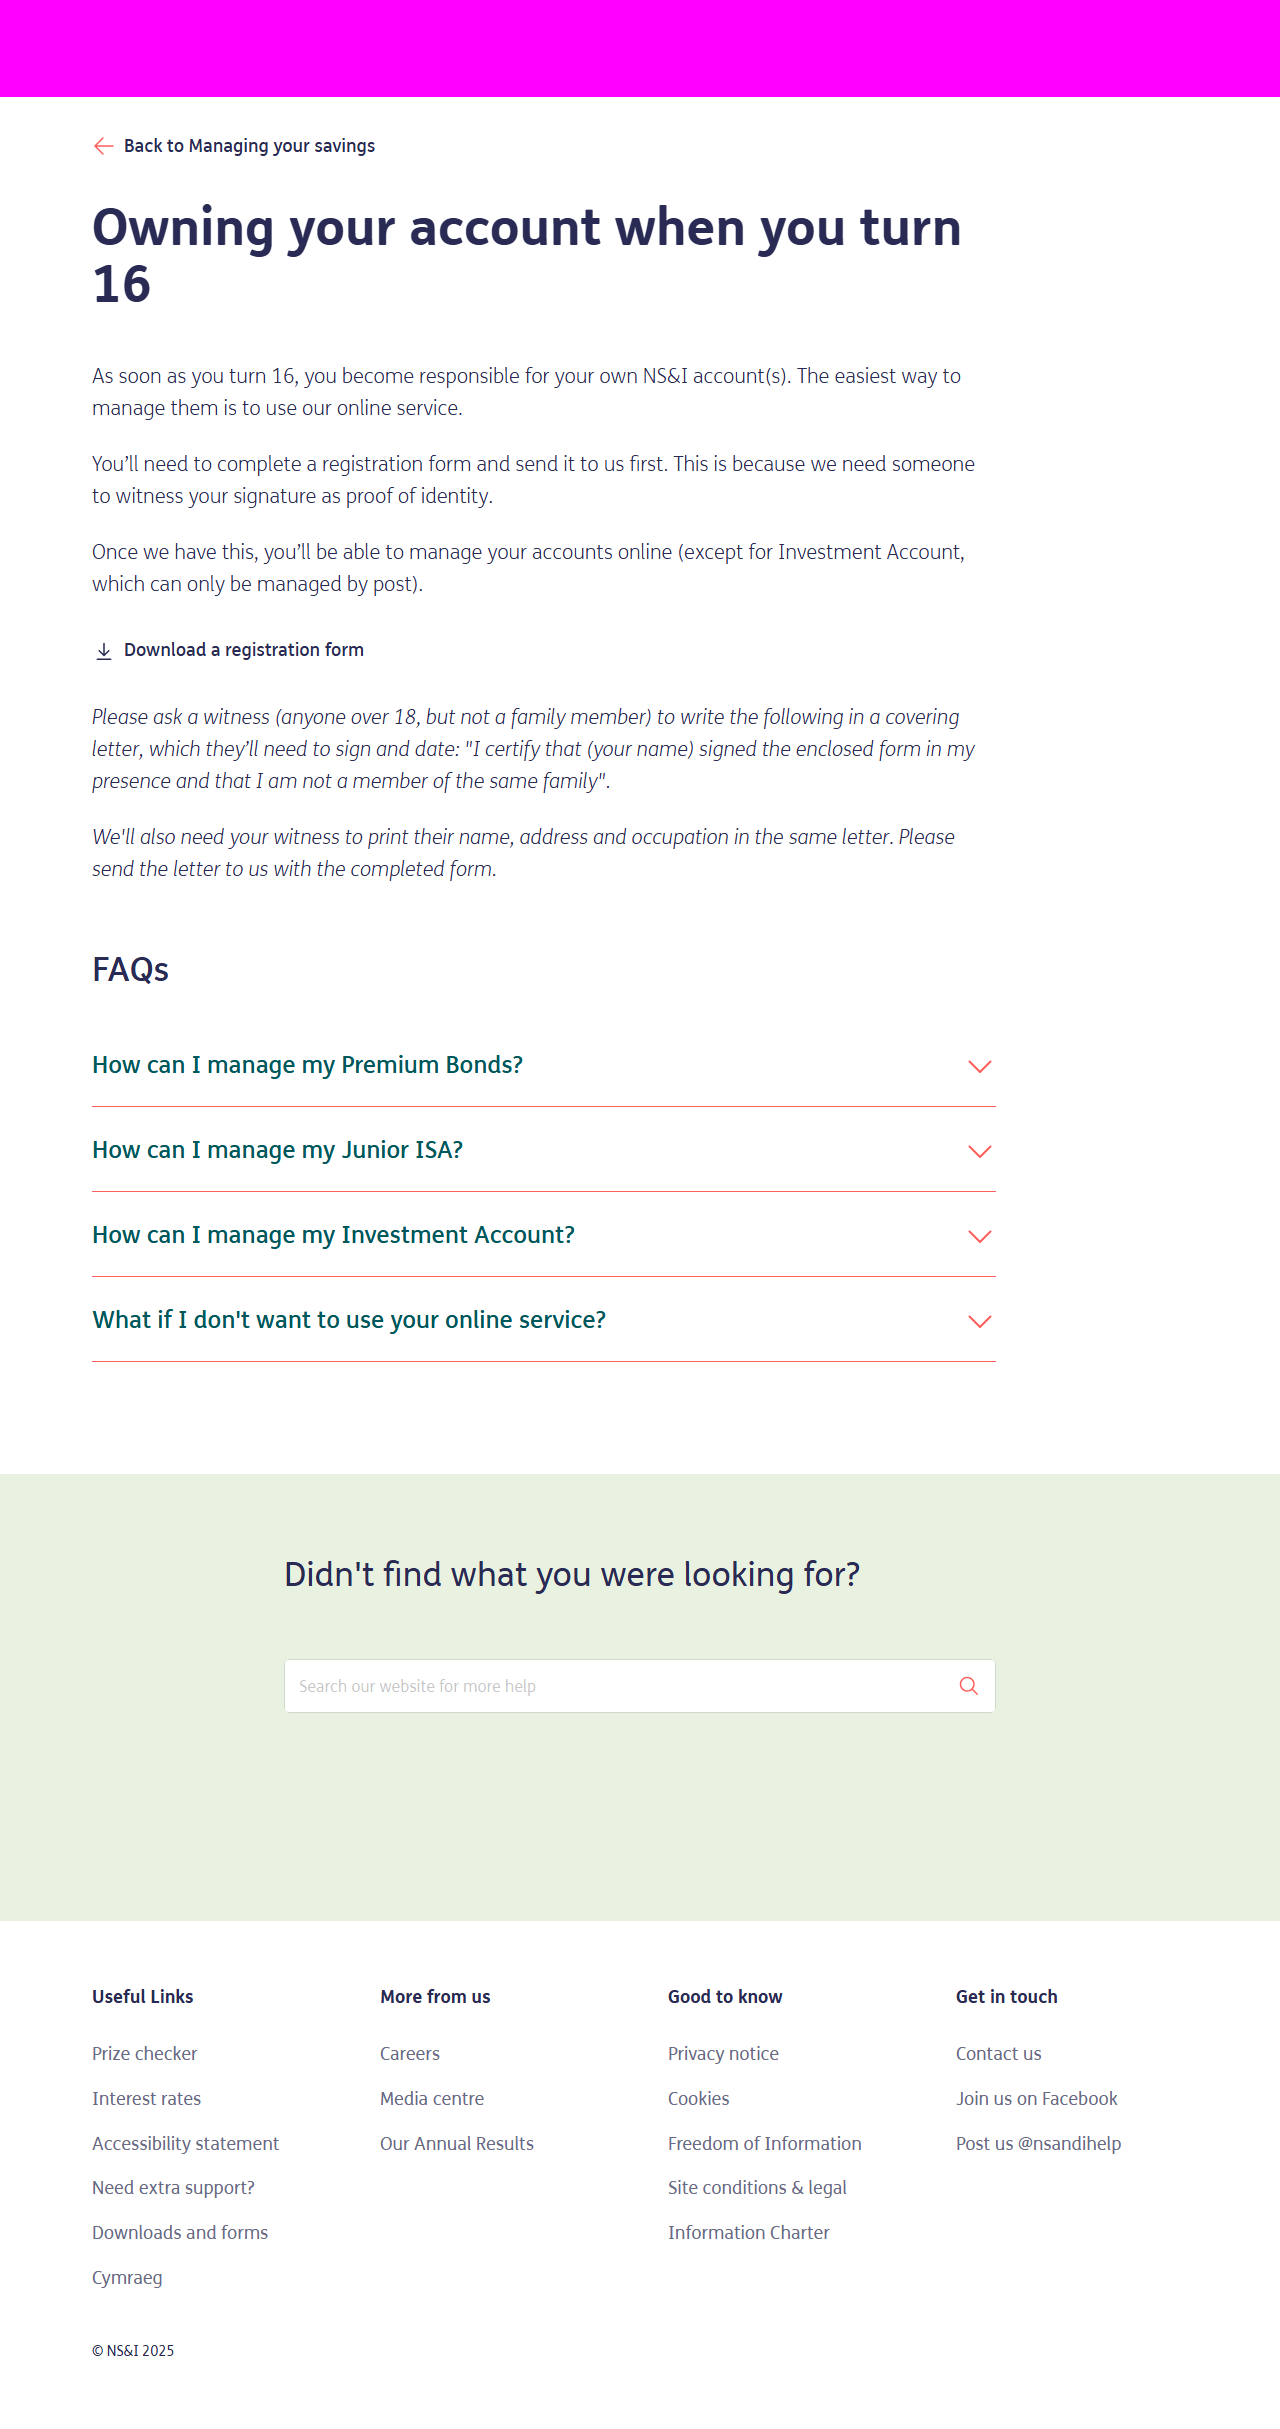 Back to Managing your savings
Owning your account when you turn
16
As soon as you turn 16, you become responsible for your own NS&I account(s). The easiest way to
manage them is to use our online service.
You’ll need to complete a registration form and send it to us first. This is because we need someone
to witness your signature as proof of identity.
Once we have this, you’ll be able to manage your accounts online (except for Investment Account,
which can only be managed by post).
Download a registration form
Please ask a witness (anyone over 18, but not a family member) to write the following in a covering
letter, which they’ll need to sign and date: "I certify that (your name) signed the enclosed form in my
presence and that I am not a member of the same family".
We'll also need your witness to print their name, address and occupation in the same letter. Please
send the letter to us with the completed form.
FAQs
How can I manage my Premium Bonds?
How can I manage my Junior ISA?
How can I manage my Investment Account?
What if I don't want to use your online service?
Didn't find what you were looking for?
Search our website for more help
Useful Links
Prize checker
Interest rates
Accessibility statement
Need extra support?
Downloads and forms
Cymraeg
More from us
Careers
Media centre
Our Annual Results
Good to know
Privacy notice
Cookies
Freedom of Information
Site conditions & legal
Information Charter
Get in touch
Contact us
Join us on Facebook
Post us @nsandihelp
© NS&I 2025